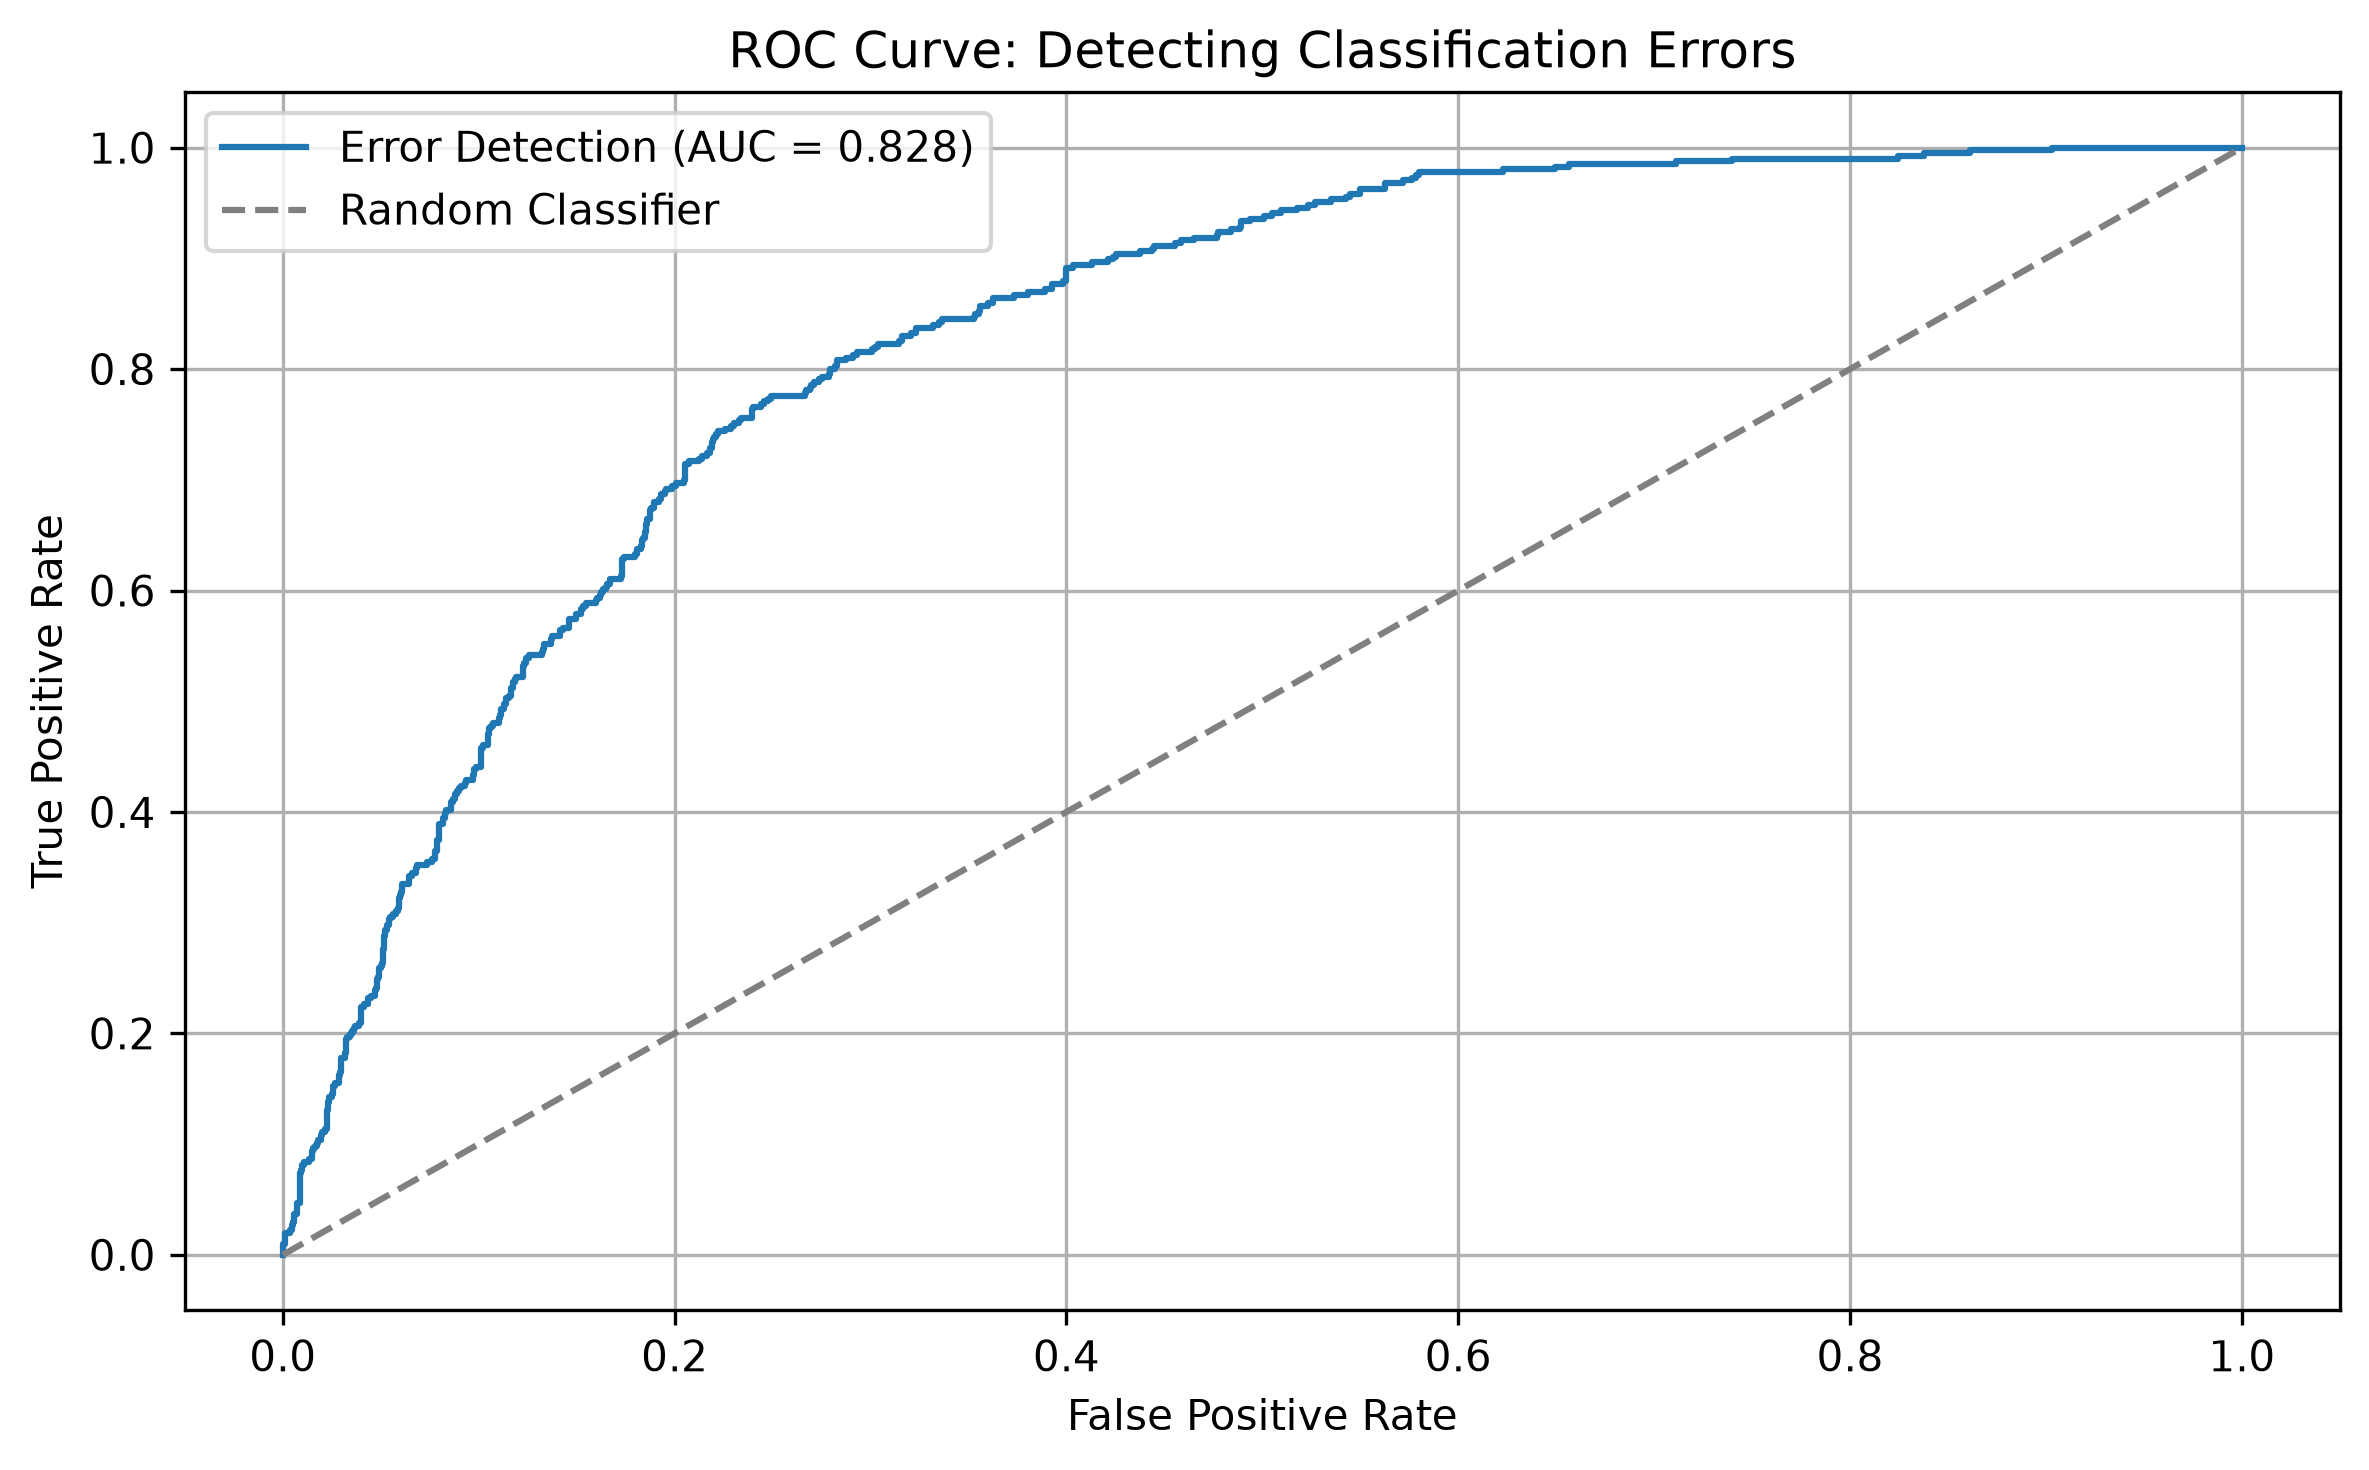 ROC Curve: Detecting Classification Errors
Error Detection (AUC = 0.828)
Random Classifier
True Positive Rate
1.0
0.8
0.6
0.4
0.2
0.0
0.0 0.2 0.4 0.6 0.8 1.0
False Positive Rate